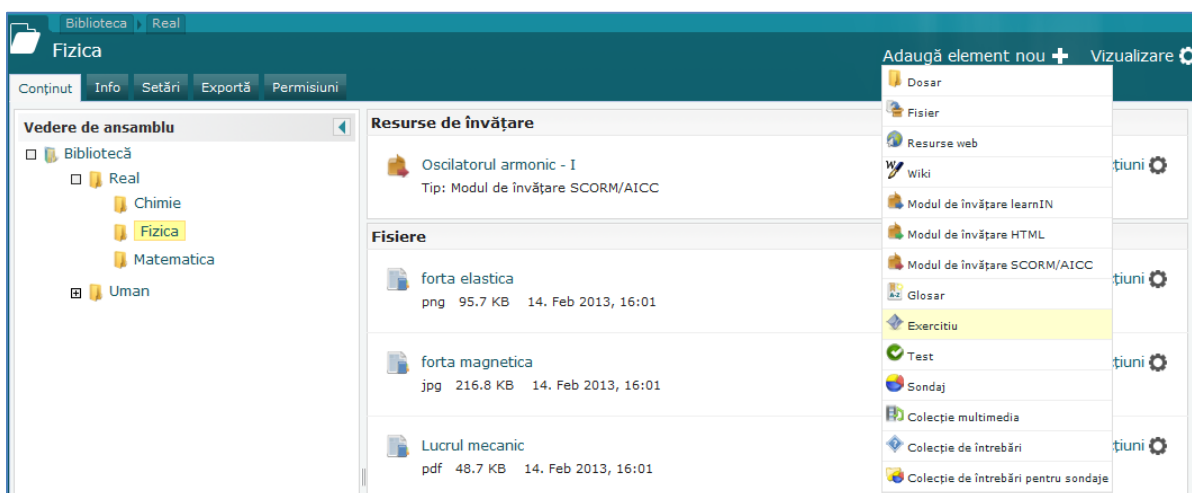 Biblioteca Real
Fizica
Adaugă element nou Vizualizare
Conținut Info Setări Exportă Permisiuni
Vedere de ansamblu
Bibliotecă
Real
Chimie
Fizica
Matematica
Uman
Resurse de învățare
Oscilatorul armonic - I
Tip: Modul de învățare SCORM/AICC
Fisiere
forta elastica
png 95.7 KB 14. Feb 2013, 16:01
forta magnetica
jpg 216.8 KB 14. Feb 2013, 16:01
Lucrul mecanic
pdf 48.7 KB 14. Feb 2013, 16:01
Dosar
Fisier
Resurse web
Wiki
Modul de învățare learnIN
Modul de învățare HTML
Modul de învățare SCORM/AICC
Glosar
Exercitiu
Test
Sondaj
Colecție multimedia
Colecție de întrebări
Colecție de întrebări pentru sondaje
țiuni
țiuni
țiuni
țiuni